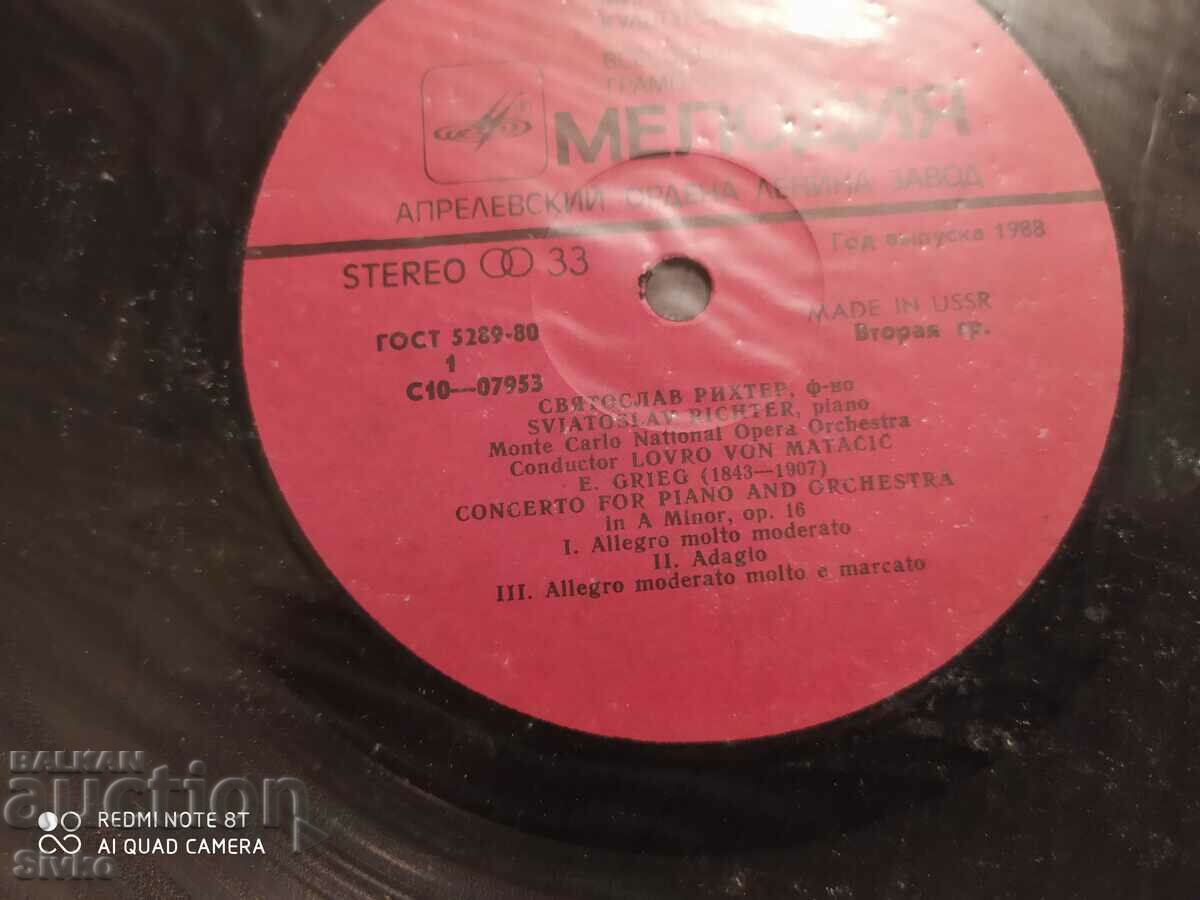 МЕЛОДИЯ
АПРЕЛЕВСКИЙ ОРДЕНА ЛЕНИНА ЗАВОД
STEREO 33
Год выпуска 1988
MADE IN USSR
Вторая гр.
ГОСТ 5289-80
1
С10—07953
СВЯТОСЛАВ РИХТЕР, ф-но
SVIATOSLAV RICHTER, piano
Monte Carlo National Opera Orchestra
Conductor LOVRO VON MATAČIĆ
E. GRIEG (1843—1907)
CONCERTO FOR PIANO AND ORCHESTRA
in A Minor, op. 16
I. Allegro molto moderato
II. Adagio
III. Allegro moderato molto e marcato
BALKAN
auction
REDMI NOTE 8T
AI QUAD CAMERA
Sivko